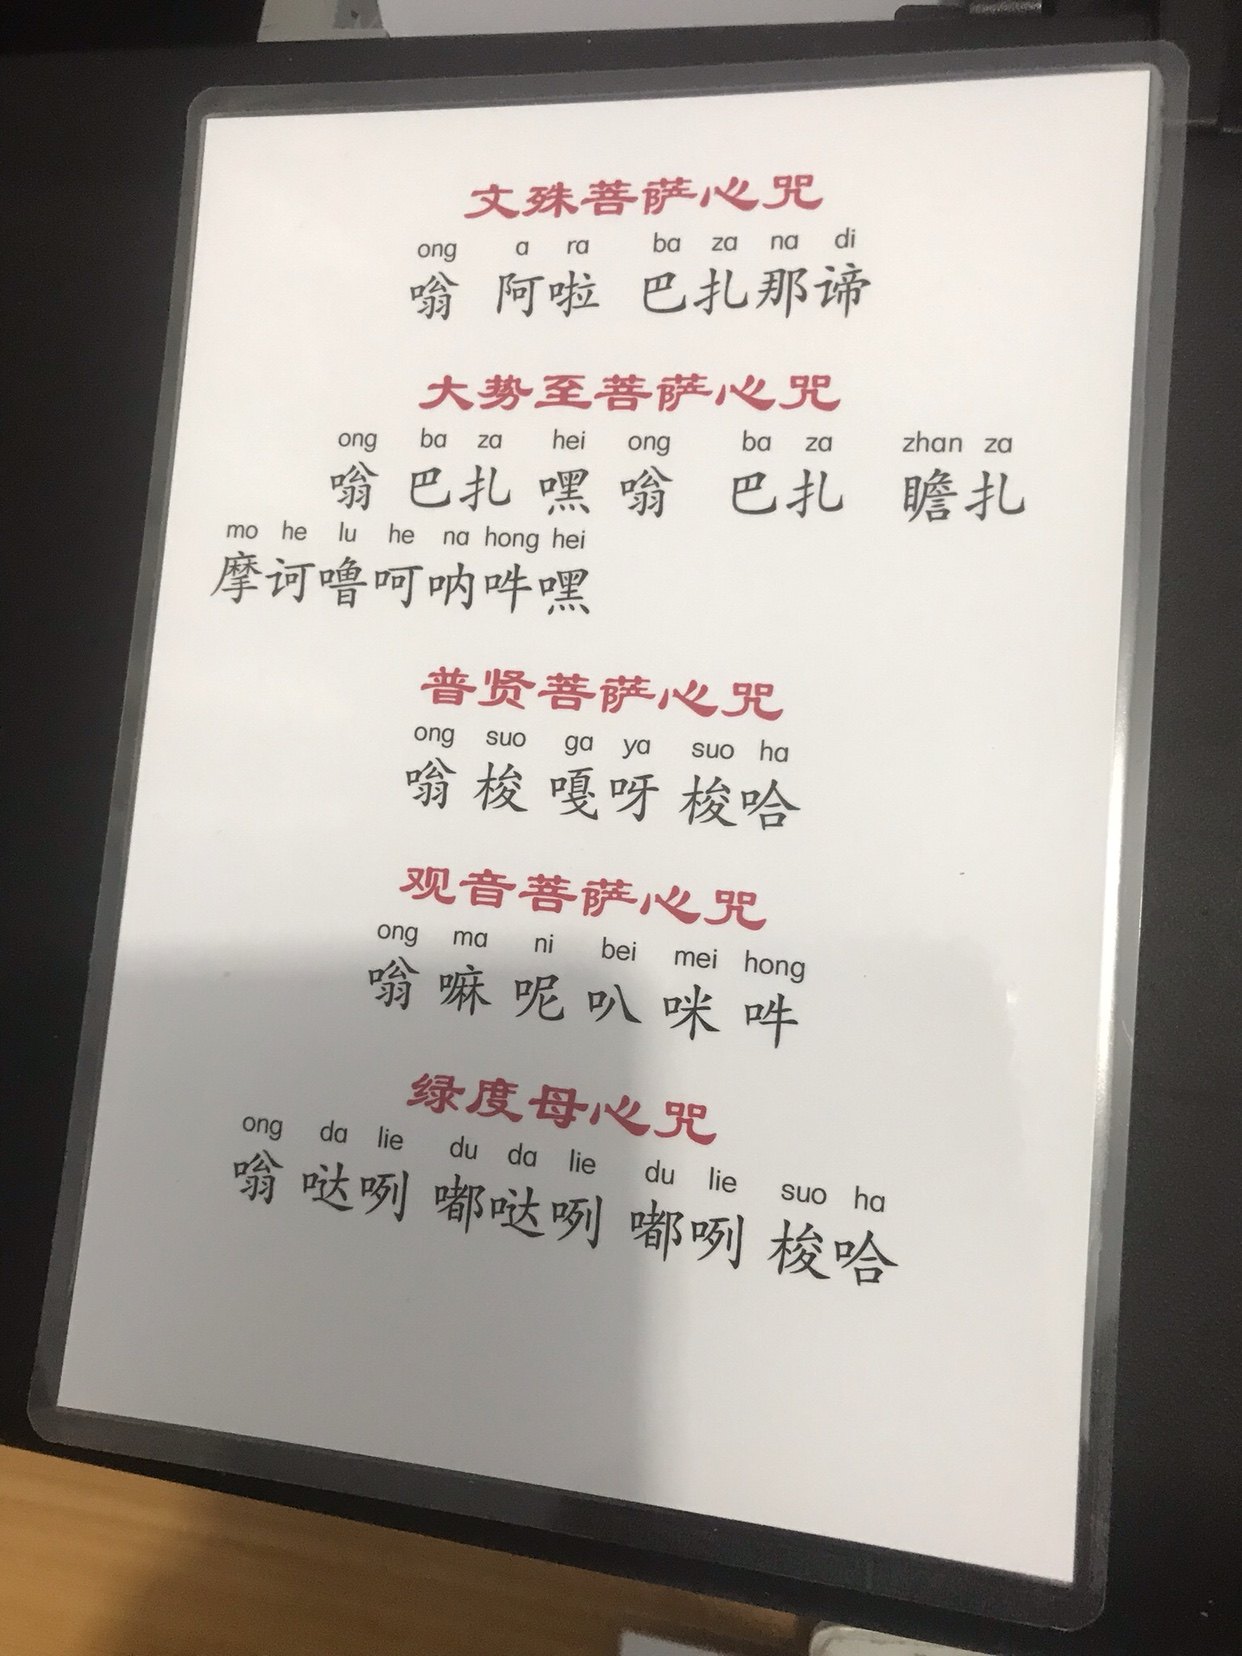 文殊菩萨心咒
ong a ra ba za na di
嗡 阿啦 巴扎那谛
大势至菩萨心咒
ong ba za hei ong ba za zhan za
嗡 巴扎 嘿 嗡 巴扎 瞻扎
mo he lu he na hong hei
摩诃噜呵呐吽嘿
普贤菩萨心咒
ong suo ga ya suo ha
嗡 梭 嘎呀 梭哈
观音菩萨心咒
ong ma ni bei mei hong
嗡 嘛 呢 叭 咪 吽
绿度母心咒
ong da lie du da lie du lie suo ha
嗡 哒咧 嘟哒咧 嘟咧 梭哈